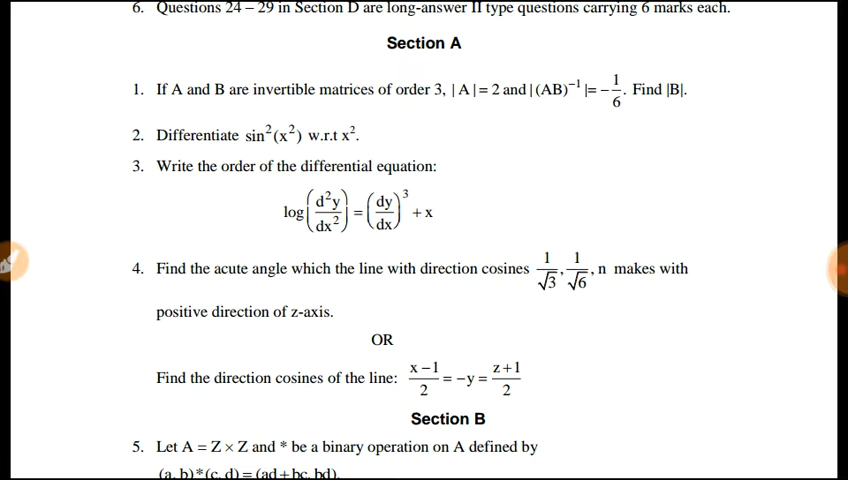 6. Questions 24 – 29 in Section D are long-answer II type questions carrying 6 marks each.
Section A
1. If A and B are invertible matrices of order 3, |A|= 2 and |(AB)⁻¹|= −1/6. Find |B|.
2. Differentiate sin²(x²) w.r.t x².
3. Write the order of the differential equation:
log(d²y/dx²) = (dy/dx)³ + x
4. Find the acute angle which the line with direction cosines 1/√3, 1/√6, n makes with
positive direction of z-axis.
OR
Find the direction cosines of the line: x−1/2 = −y = z+1/2
Section B
5. Let A = Z × Z and * be a binary operation on A defined by
(a, b)*(c, d) = (ad + bc, bd).